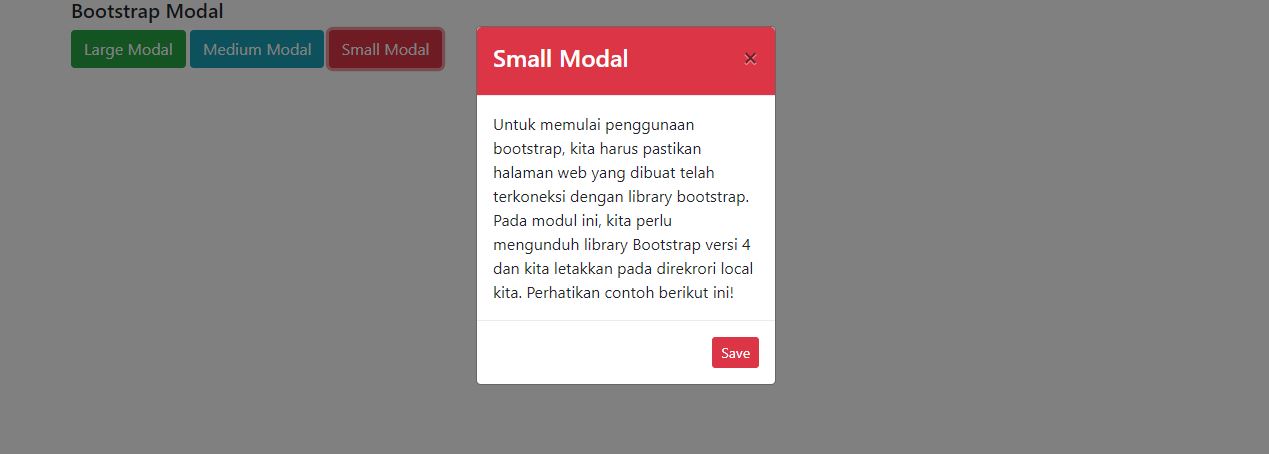 Bootstrap Modal
Large Modal Medium Modal Small Modal
Small Modal ×
Untuk memulai penggunaan
bootstrap, kita harus pastikan
halaman web yang dibuat telah
terkoneksi dengan library bootstrap.
Pada modul ini, kita perlu
mengunduh library Bootstrap versi 4
dan kita letakkan pada direkrori local
kita. Perhatikan contoh berikut ini!
Save